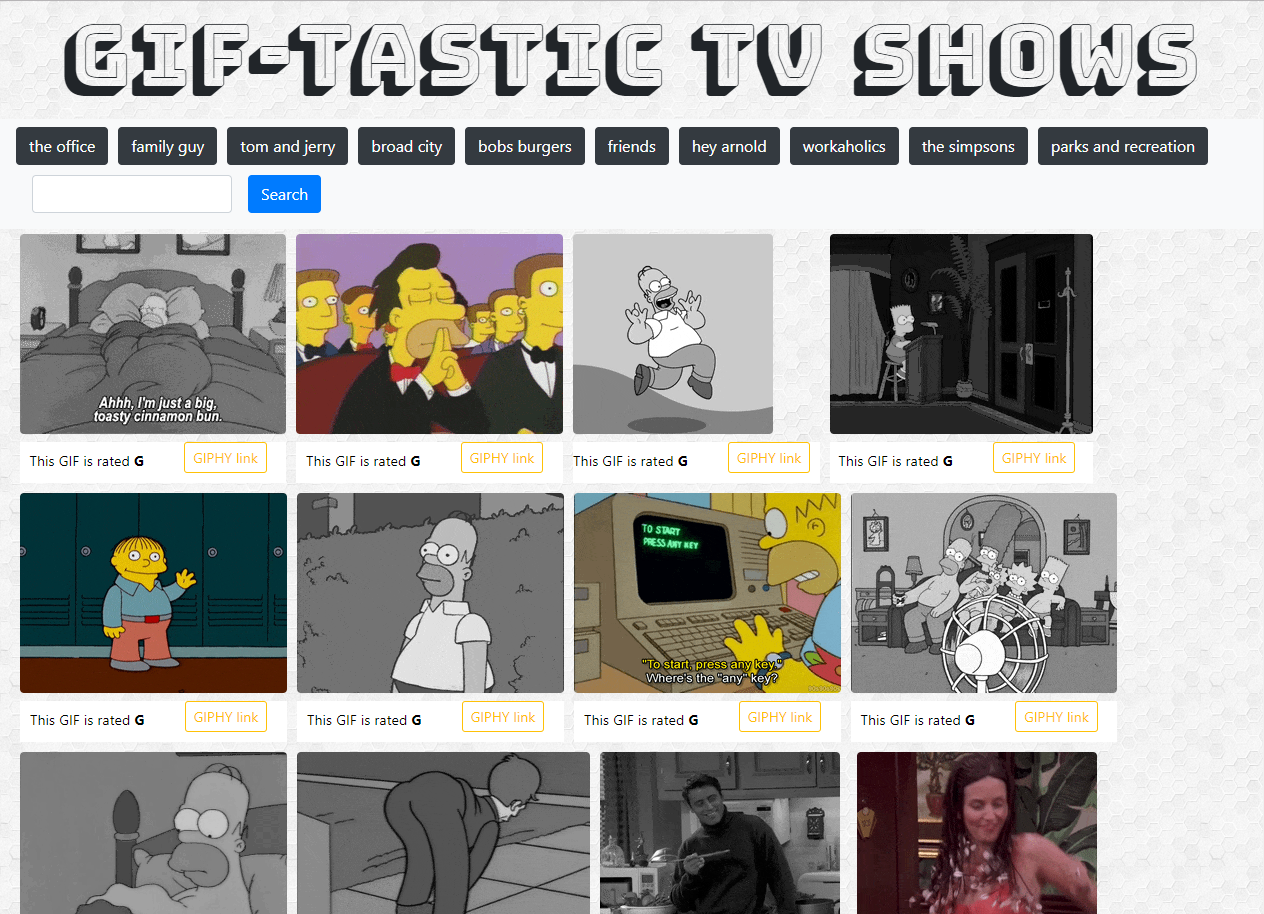 GIF-TASTIC TV SHOWS
the office family guy tom and jerry broad city bobs burgers friends hey arnold workaholics the simpsons parks and recreation
Search
Ahhh, I'm just a big,
toasty cinnamon bun.
This GIF is rated G GIPHY link This GIF is rated G GIPHY link This GIF is rated G GIPHY link This GIF is rated G GIPHY link
TO START
PRESS ANY KEY
"To start, press any key."
Where's the "any" key?
This GIF is rated G GIPHY link This GIF is rated G GIPHY link This GIF is rated G GIPHY link This GIF is rated G GIPHY link